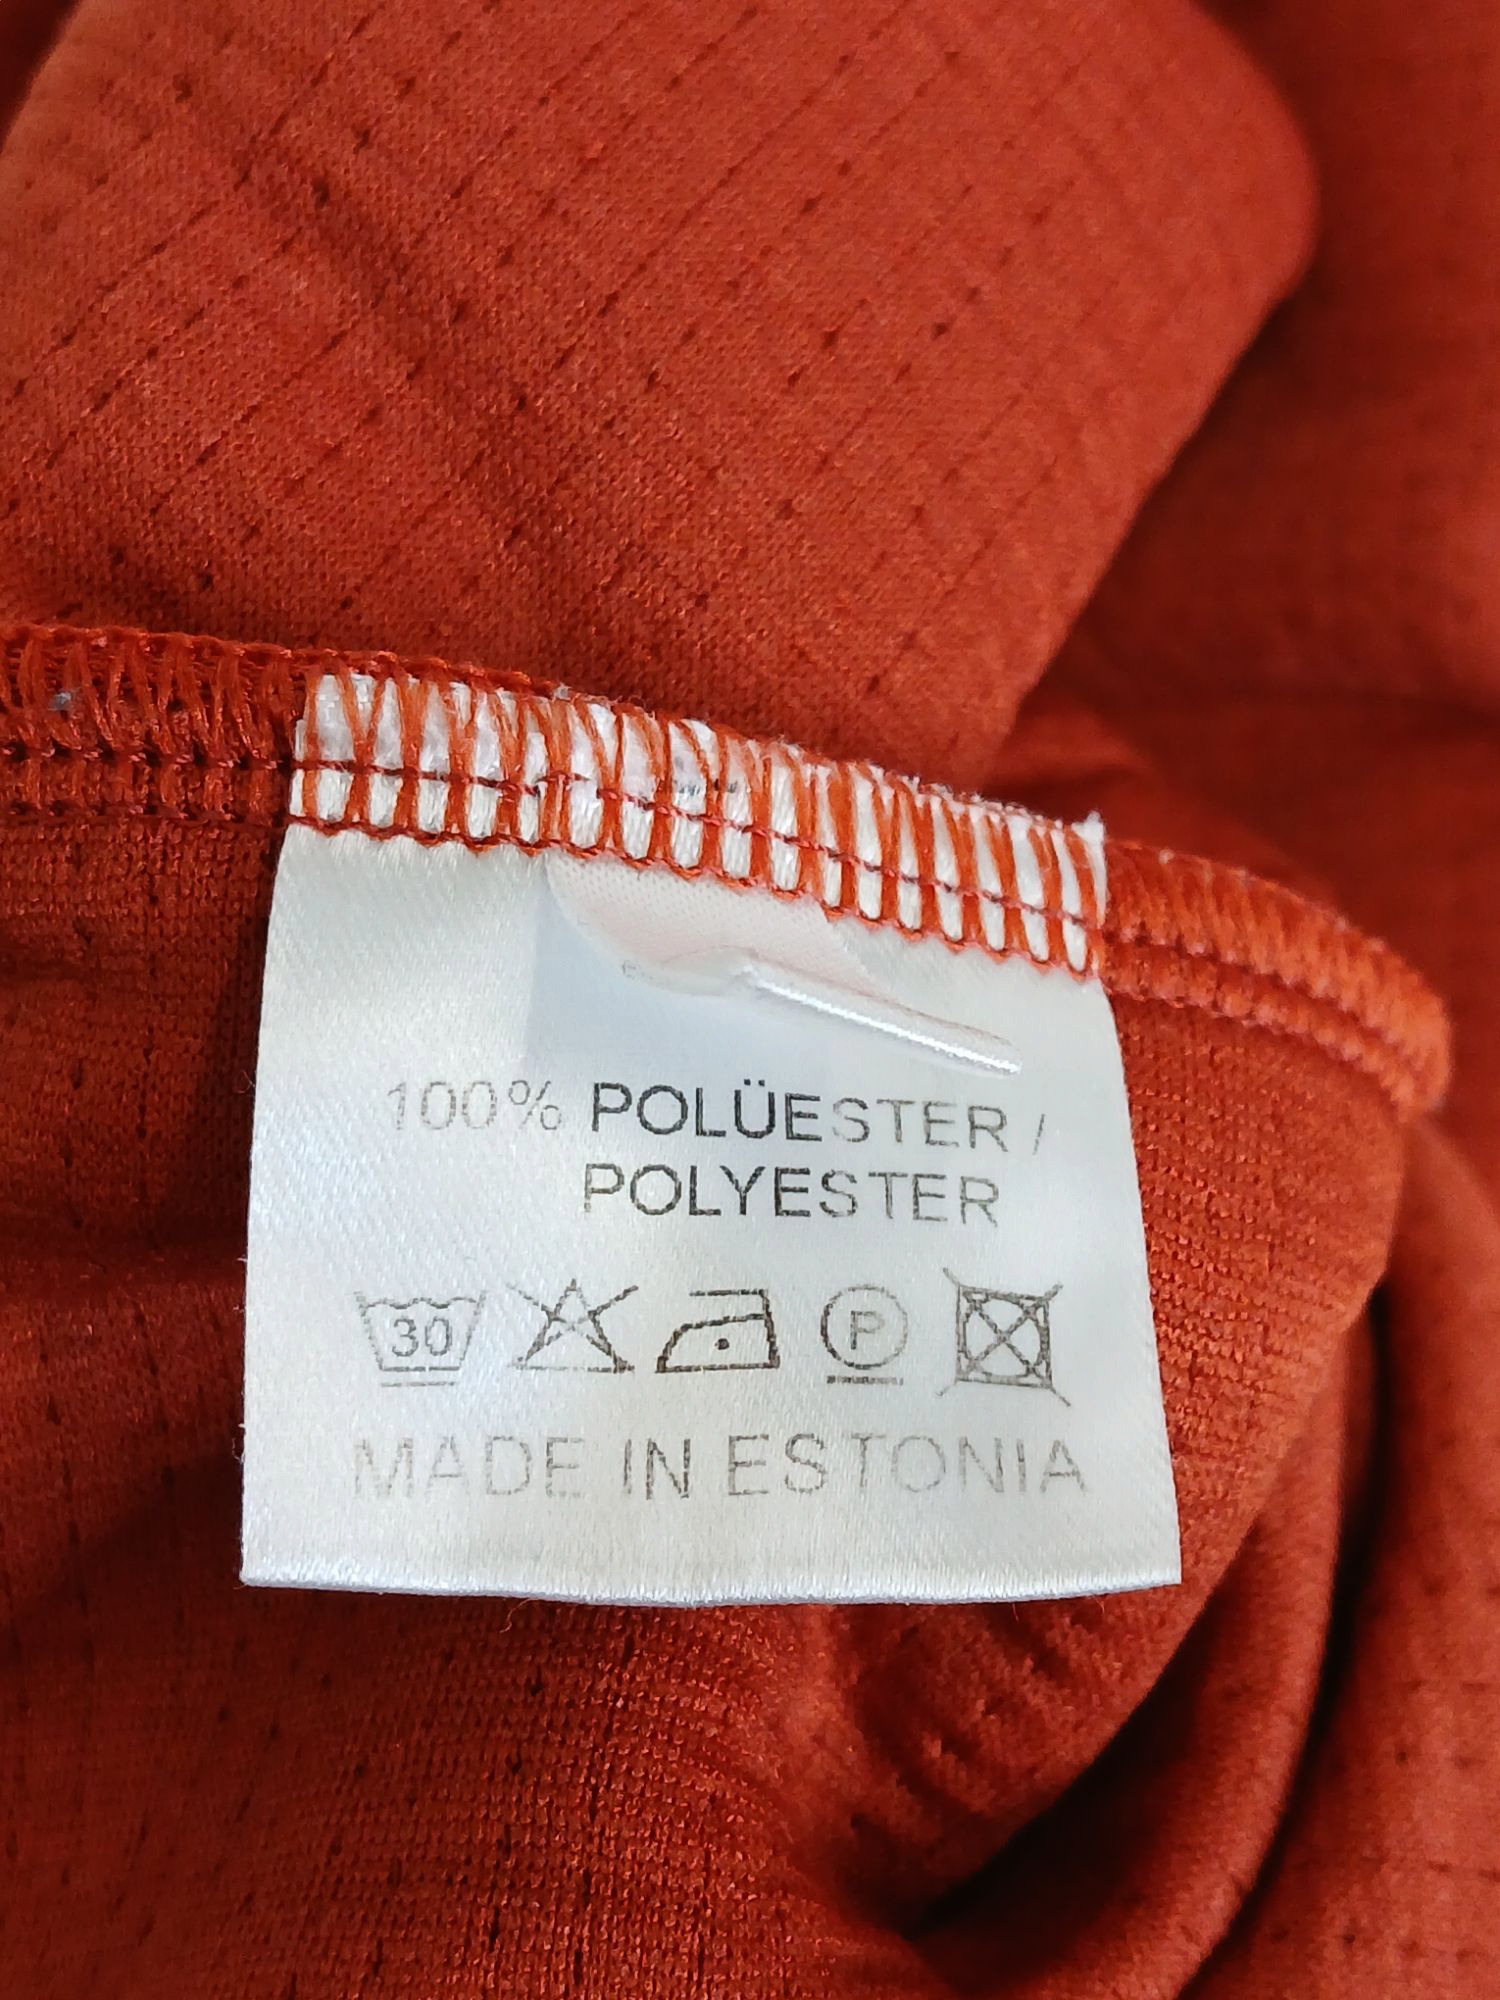 100% POLÜESTER /
POLYESTER
30 P
MADE IN ESTONIA